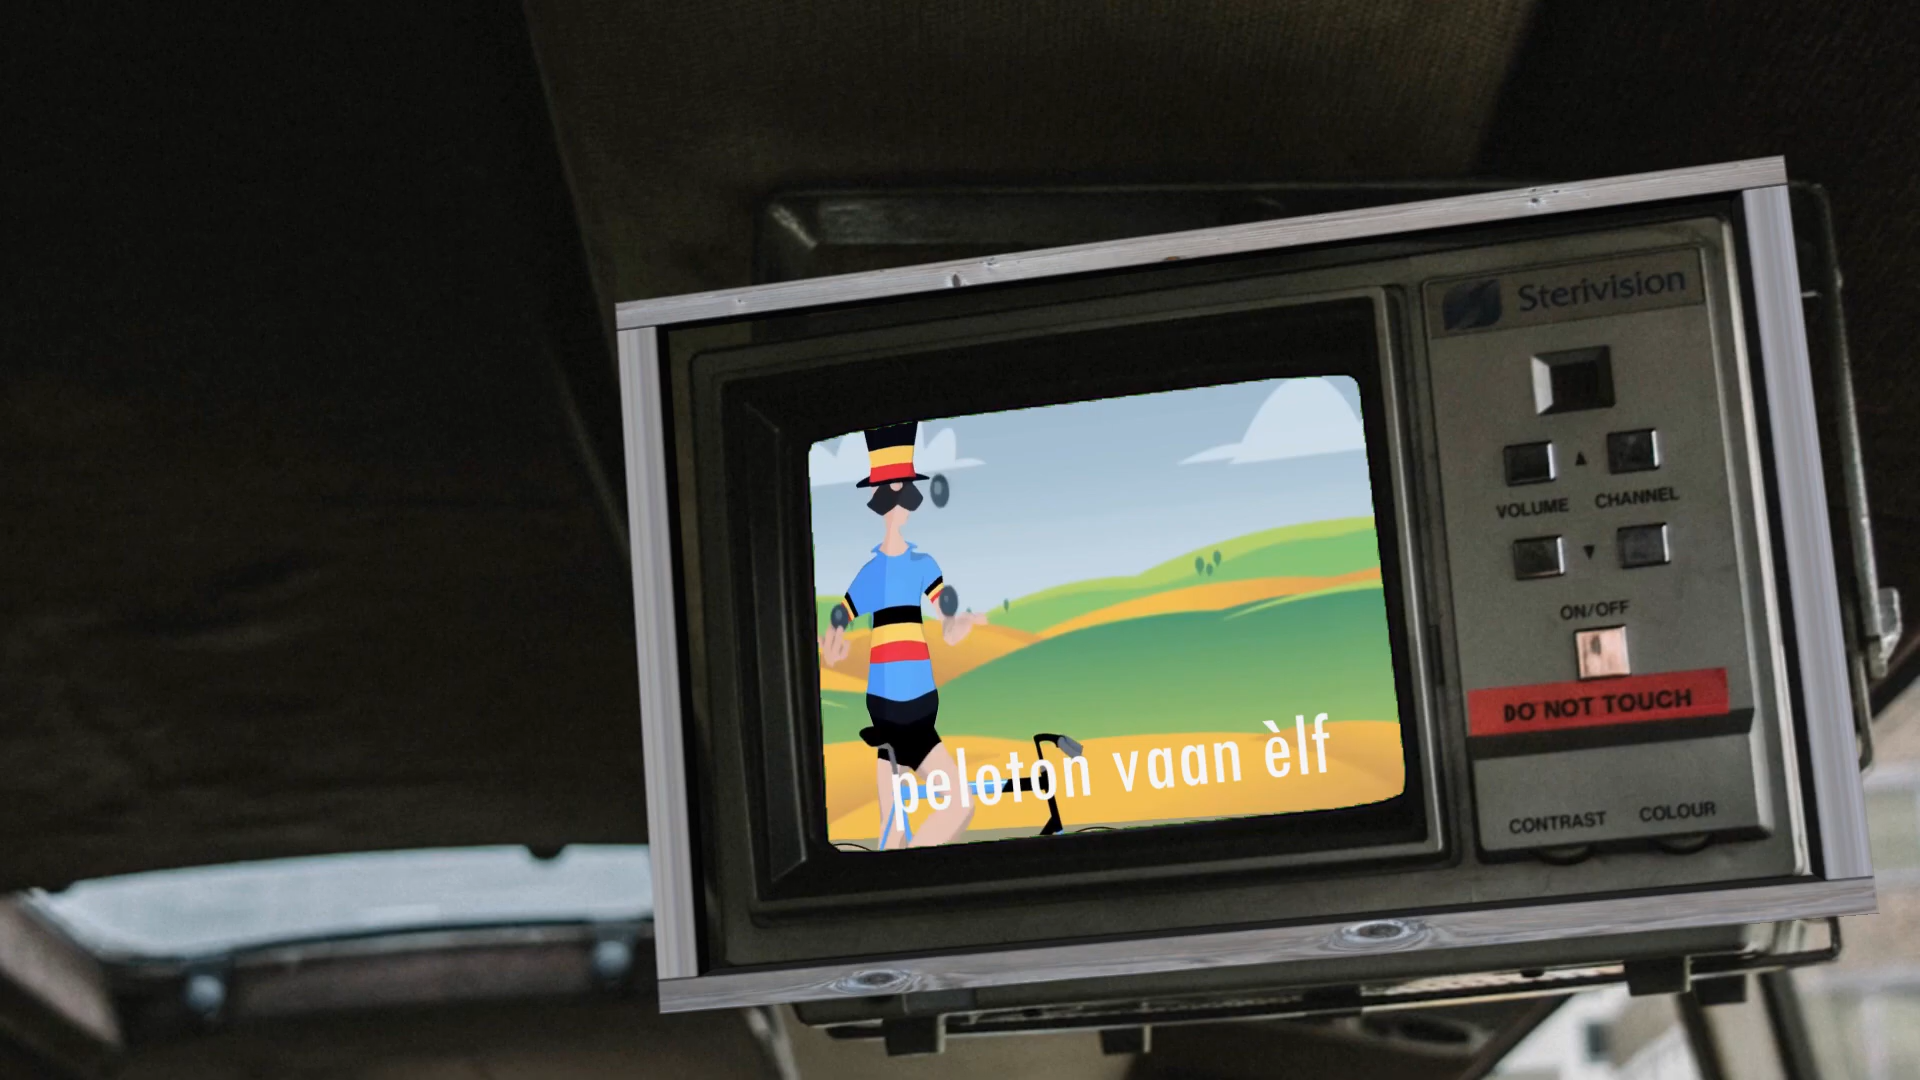 Sterivision
VOLUME
CHANNEL
ON/OFF
DO NOT TOUCH
peloton vaan èlf
CONTRAST
COLOUR